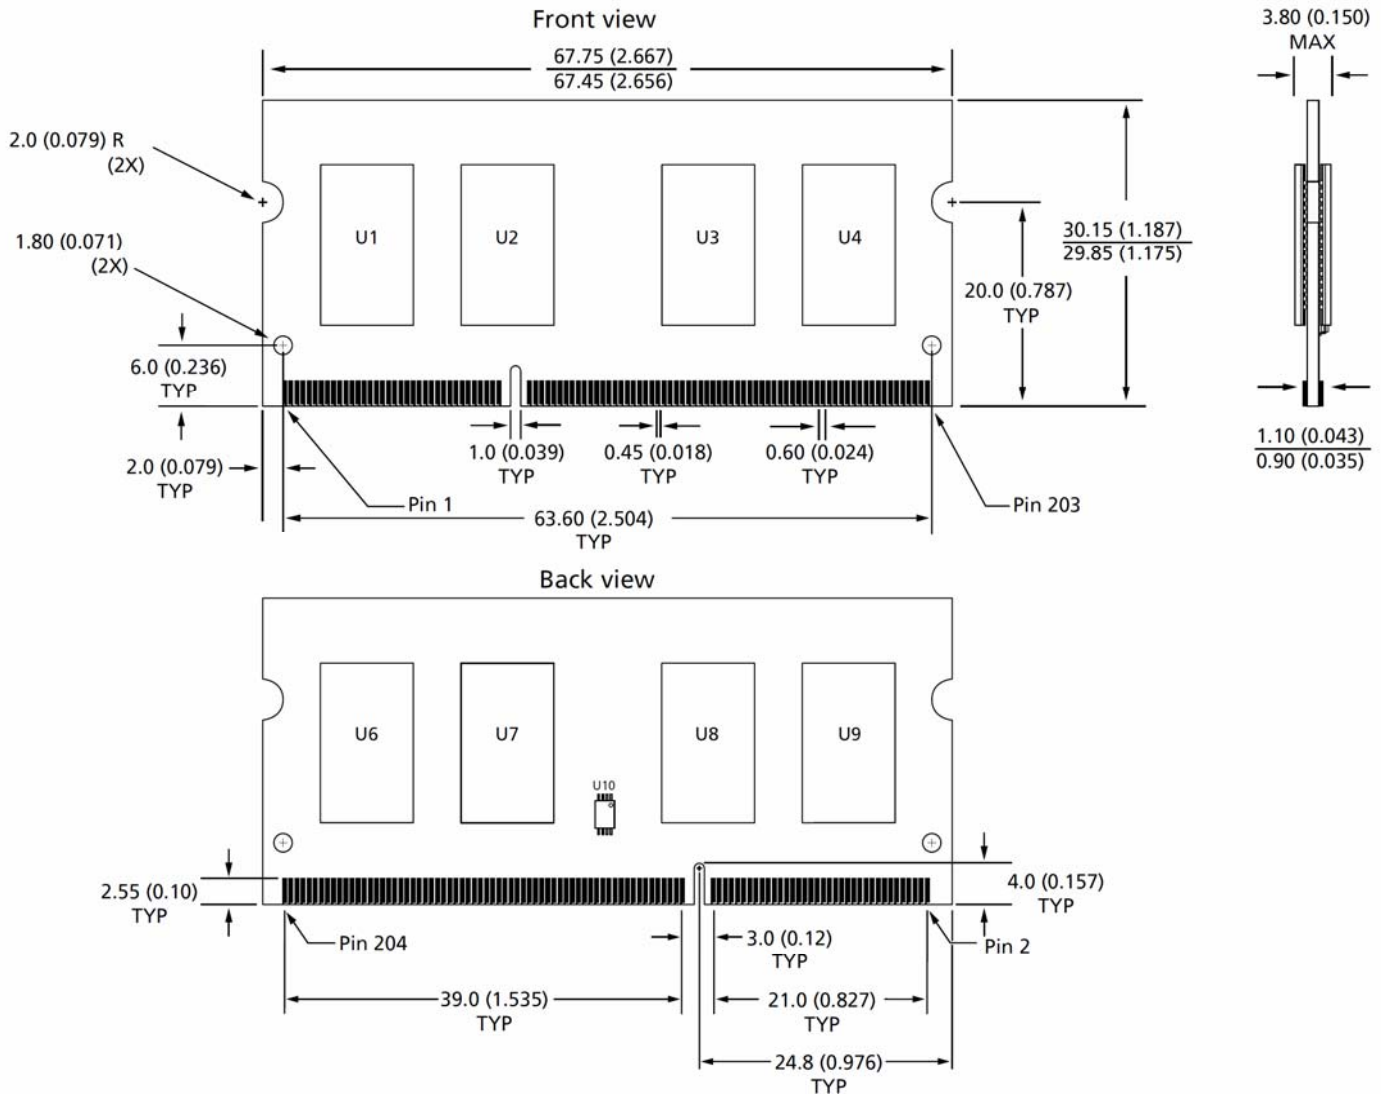 Front view
3.80 (0.150)
MAX
67.75 (2.667)
67.45 (2.656)
2.0 (0.079) R
(2X)
U1
U2
U3
U4
1.80 (0.071)
(2X)
30.15 (1.187)
29.85 (1.175)
20.0 (0.787)
TYP
6.0 (0.236)
TYP
1.0 (0.039)
TYP
0.45 (0.018)
TYP
0.60 (0.024)
TYP
1.10 (0.043)
0.90 (0.035)
2.0 (0.079)
TYP
Pin 1
Pin 203
63.60 (2.504)
TYP
Back view
U6
U7
U8
U9
U10
2.55 (0.10)
TYP
4.0 (0.157)
TYP
Pin 204
3.0 (0.12)
TYP
Pin 2
39.0 (1.535)
TYP
21.0 (0.827)
TYP
24.8 (0.976)
TYP